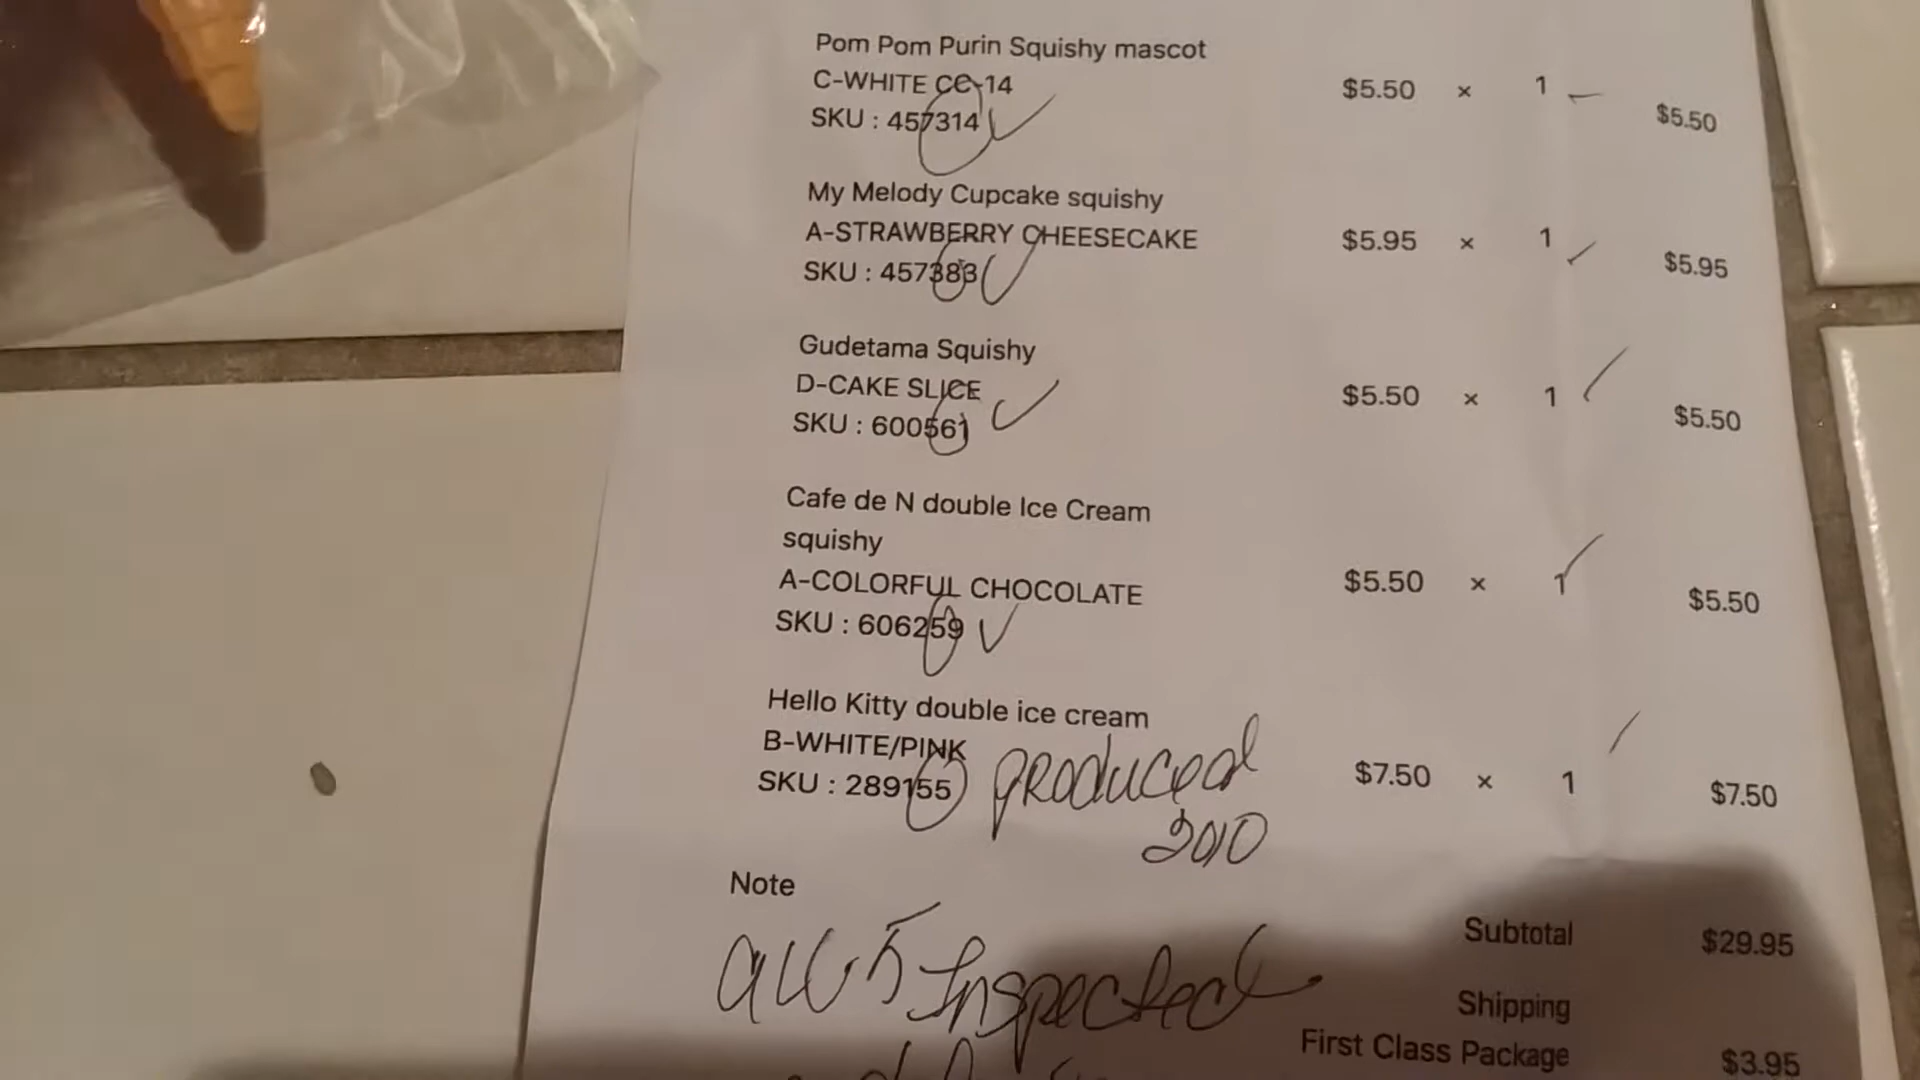 Pom Pom Purin Squishy mascot
C-WHITE CC-14 $5.50 × 1 $5.50
SKU : 457314
My Melody Cupcake squishy
A-STRAWBERRY CHEESECAKE $5.95 × 1 $5.95
SKU : 457383
Gudetama Squishy
D-CAKE SLICE $5.50 × 1 $5.50
SKU : 600561
Cafe de N double Ice Cream
squishy
A-COLORFUL CHOCOLATE $5.50 × 1 $5.50
SKU : 606259
Hello Kitty double ice cream
B-WHITE/PINK produced $7.50 × 1 $7.50
SKU : 289155
2010
Note
Subtotal $29.95
all 5 Inspected
Shipping
First Class Package $3.95